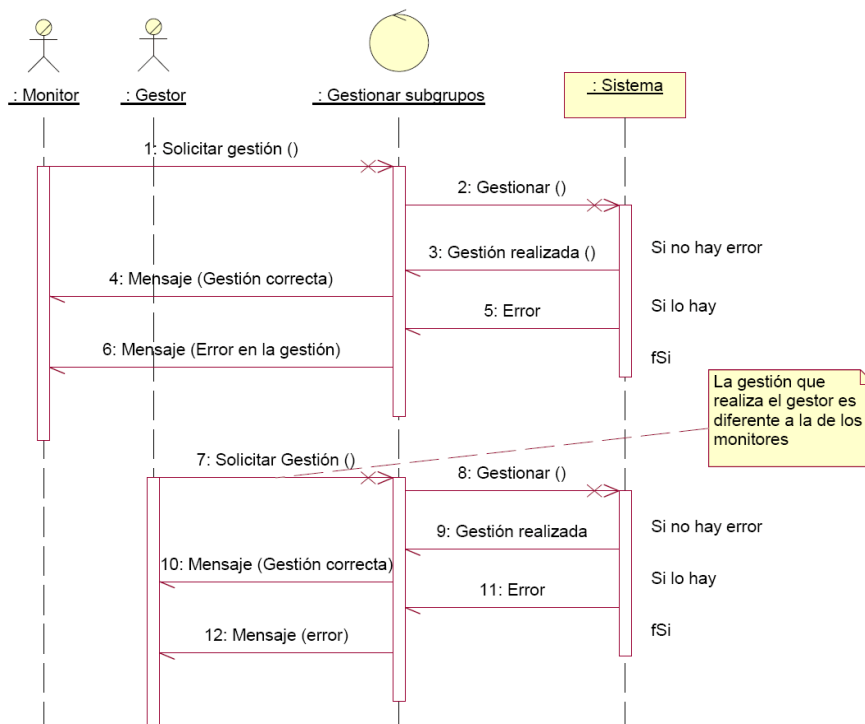 : Monitor
: Gestor
: Gestionar subgrupos
: Sistema
1: Solicitar gestión ()
2: Gestionar ()
3: Gestión realizada ()
Si no hay error
4: Mensaje (Gestión correcta)
5: Error
Si lo hay
6: Mensaje (Error en la gestión)
fSi
La gestión que
realiza el gestor es
diferente a la de los
monitores
7: Solicitar Gestión ()
8: Gestionar ()
9: Gestión realizada
Si no hay error
10: Mensaje (Gestión correcta)
11: Error
Si lo hay
12: Mensaje (error)
fSi